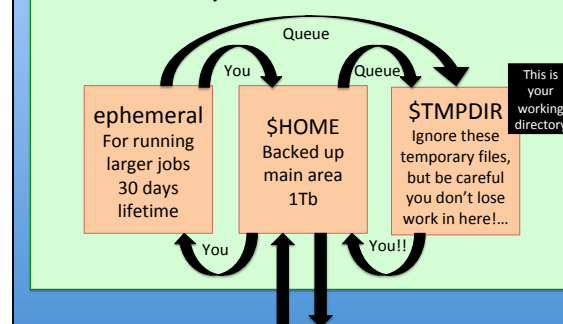 Queue
You
Queue
This is
your
working
directory
ephemeral
For running
larger jobs
30 days
lifetime
$HOME
Backed up
main area
1Tb
$TMPDIR
Ignore these
temporary files,
but be careful
you don't lose
work in here!...
You
You!!